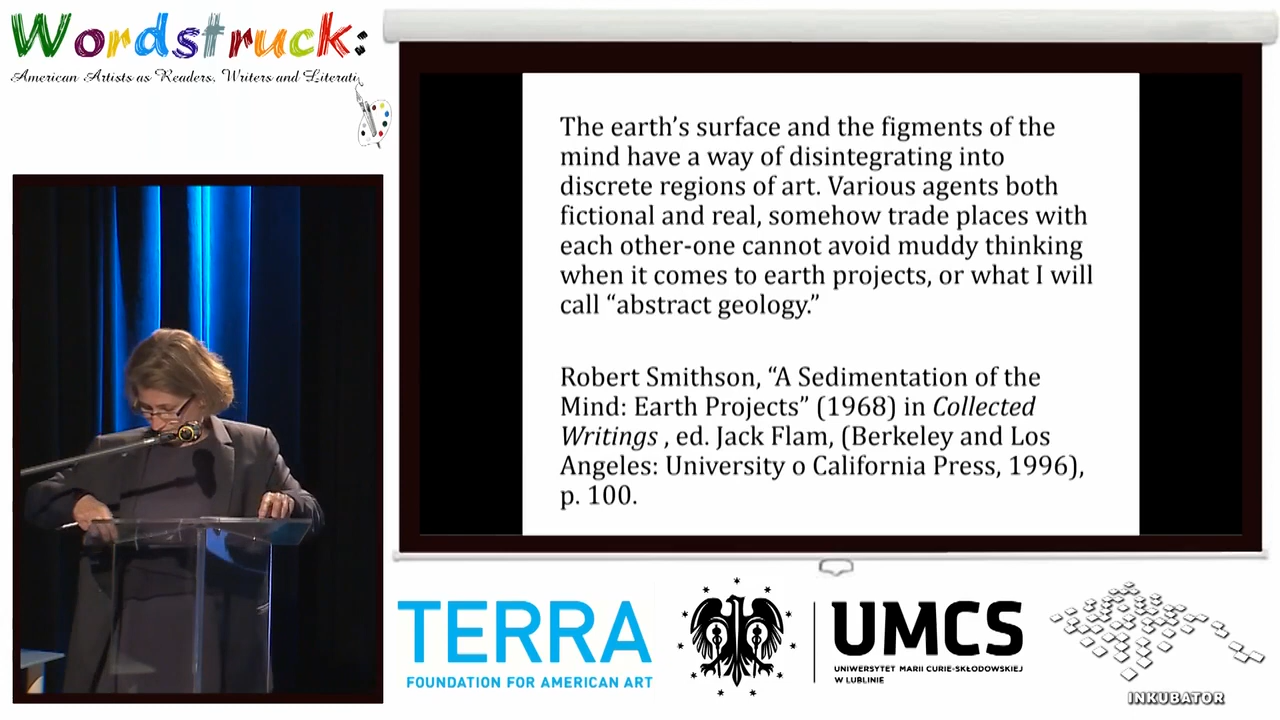 Wordstruck:
American Artists as Readers, Writers and Literati
The earth’s surface and the figments of the
mind have a way of disintegrating into
discrete regions of art. Various agents both
fictional and real, somehow trade places with
each other-one cannot avoid muddy thinking
when it comes to earth projects, or what I will
call “abstract geology.”
Robert Smithson, “A Sedimentation of the
Mind: Earth Projects” (1968) in Collected
Writings , ed. Jack Flam, (Berkeley and Los
Angeles: University o California Press, 1996),
p. 100.
TERRA
FOUNDATION FOR AMERICAN ART
UMCS
UNIWERSYTET MARII CURIE-SKŁODOWSKIEJ
W LUBLINIE
INKUBATOR